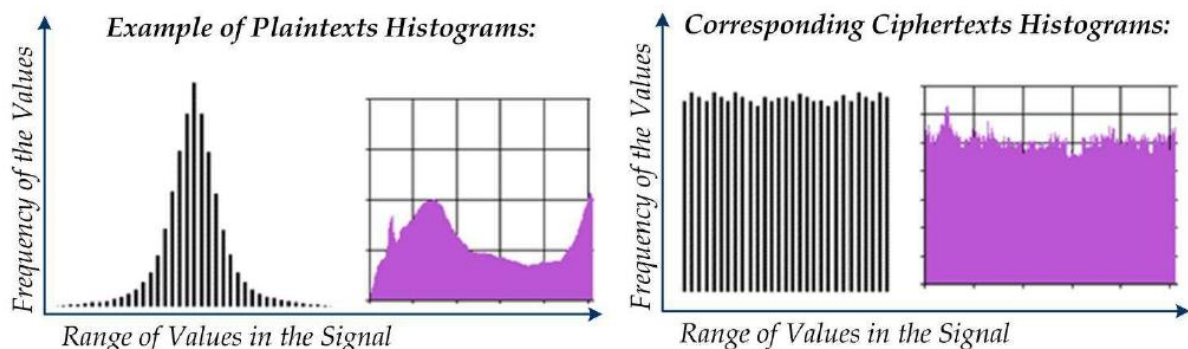 Example of Plaintexts Histograms:
Frequency of the Values
Range of Values in the Signal
Corresponding Ciphertexts Histograms:
Frequency of the Values
Range of Values in the Signal